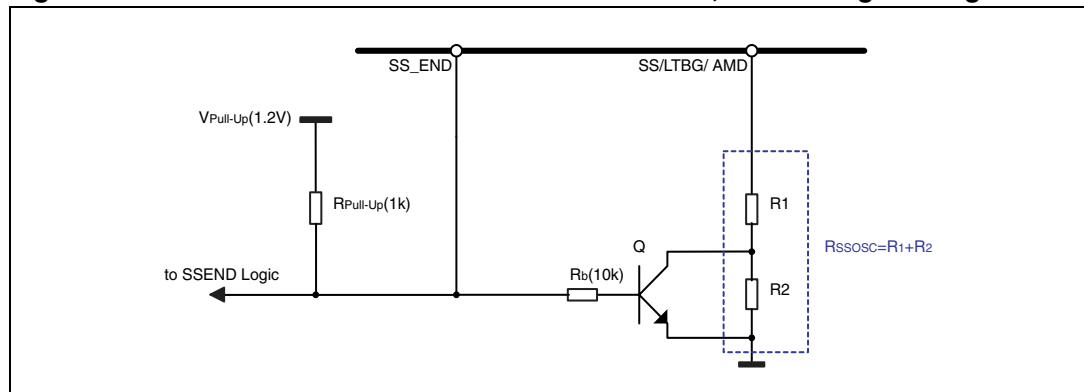 SS_END
SS/LTBG/ AMD
VPull-Up(1.2V)
RPull-Up(1k)
R1
Q
RSSOSC=R1+R2
to SSEND Logic
Rb(10k)
R2